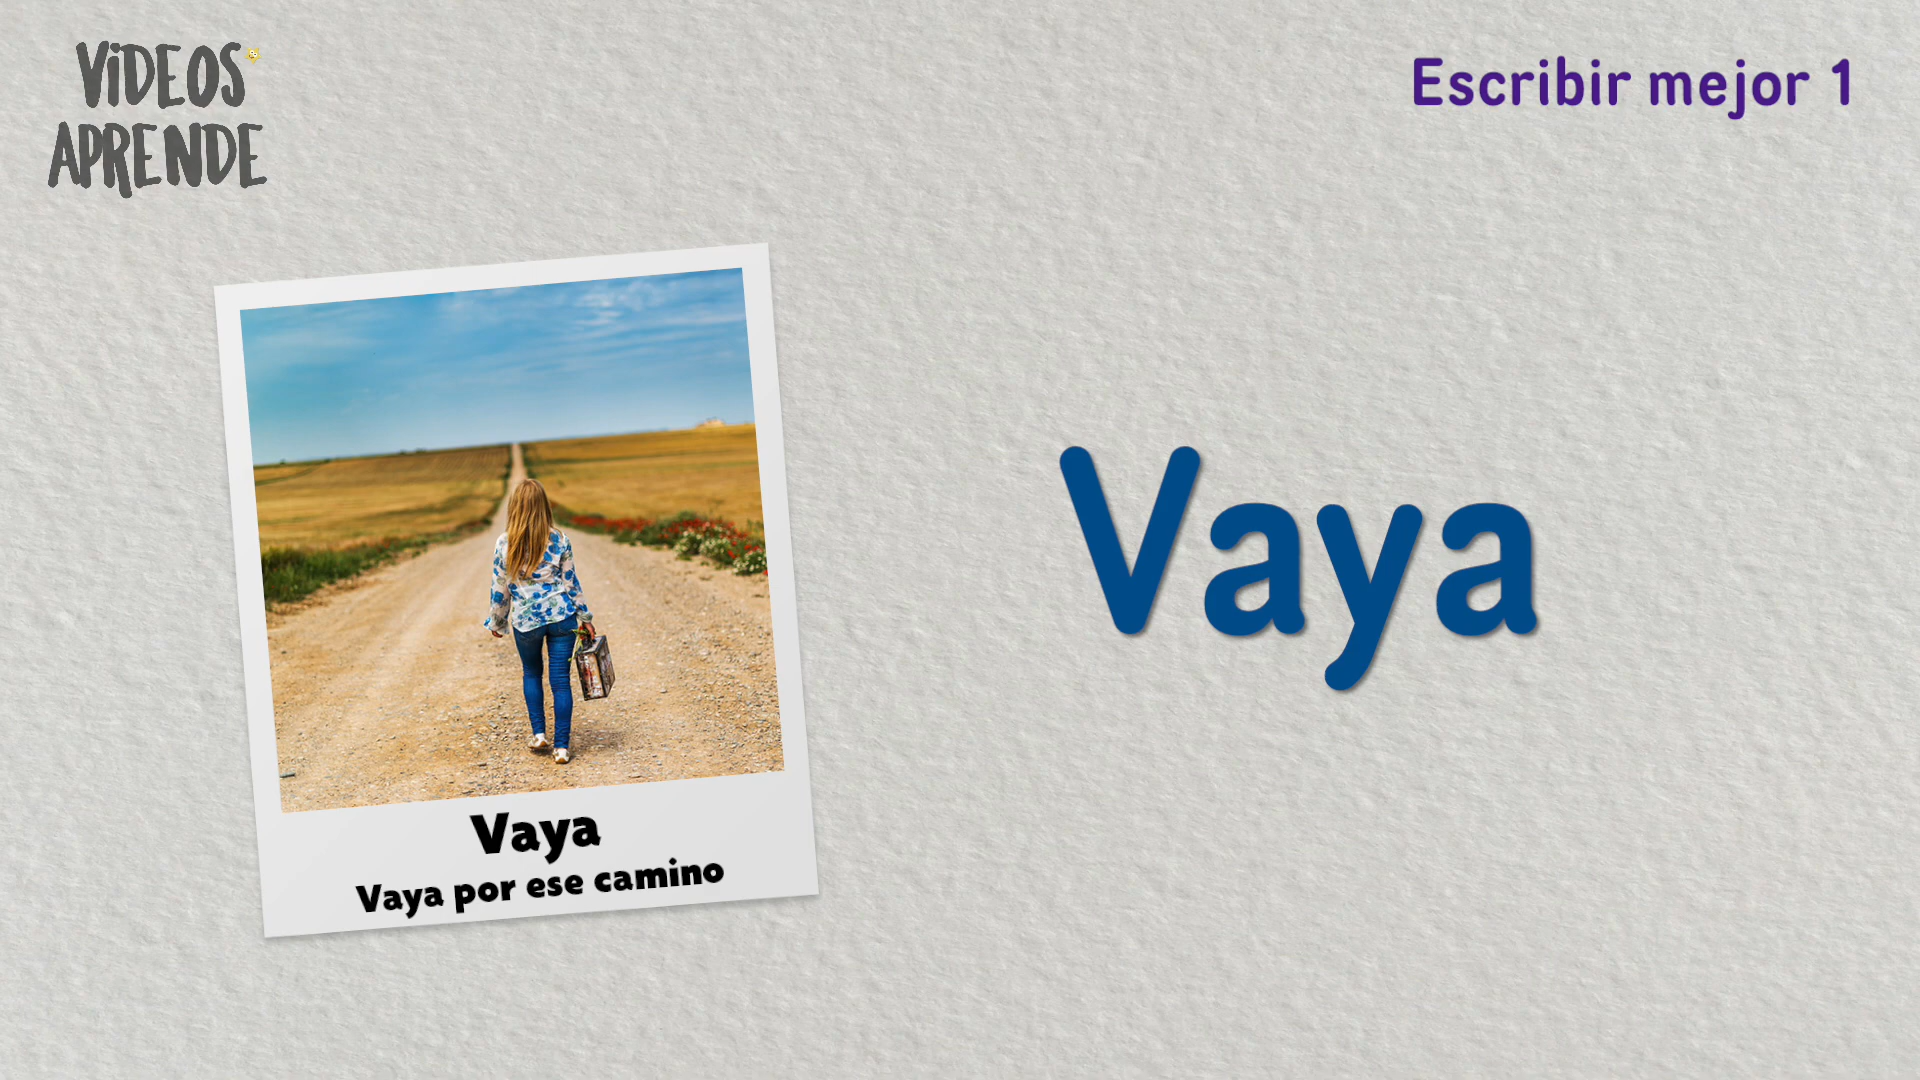 ViDEOS
APRENDE
Escribir mejor 1
Vaya
Vaya
Vaya por ese camino